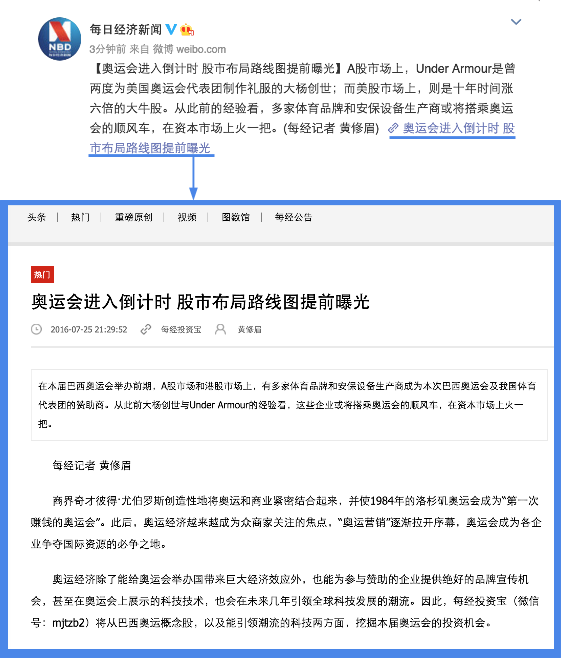 NBD
每日经济新闻
3分钟前 来自 微博 weibo.com
【奥运会进入倒计时 股市布局路线图提前曝光】A股市场上，Under Armour是曾
两度为美国奥运会代表团制作礼服的大杨创世；而美股市场上，则是十年时间涨
六倍的大牛股。从此前的经验看，多家体育品牌和安保设备生产商或将搭乘奥运
会的顺风车，在资本市场上火一把。(每经记者 黄修眉) 奥运会进入倒计时 股
市布局路线图提前曝光
头条 | 热门 | 重磅原创 | 视频 | 图数馆 | 每经公告
热门
奥运会进入倒计时 股市布局路线图提前曝光
2016-07-25 21:29:52 每经投资宝 黄修眉
在本届巴西奥运会举办前期，A股市场和港股市场上，有多家体育品牌和安保设备生产商成为本次巴西奥运会及我国体育
代表团的赞助商。从此前大杨创世与Under Armour的经验看，这些企业或将搭乘奥运会的顺风车，在资本市场上火一
把。
每经记者 黄修眉
商界奇才彼得·尤伯罗斯创造性地将奥运和商业紧密结合起来，并使1984年的洛杉矶奥运会成为“第一次
赚钱的奥运会”。此后，奥运经济越来越成为众商家关注的焦点，“奥运营销”逐渐拉开序幕，奥运会成为各企
业争夺国际资源的必争之地。
奥运经济除了能给奥运会举办国带来巨大经济效应外，也能为参与赞助的企业提供绝好的品牌宣传机
会，甚至在奥运会上展示的科技技术，也会在未来几年引领全球科技发展的潮流。因此，每经投资宝（微信
号：mjtzb2）将从巴西奥运概念股，以及能引领潮流的科技两方面，挖掘本届奥运会的投资机会。